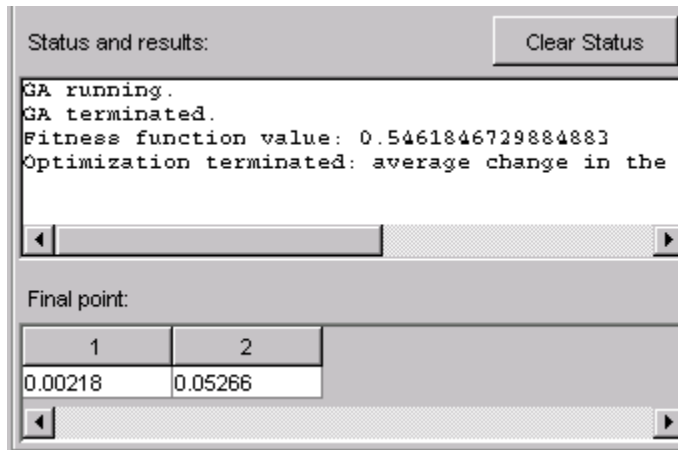 Status and results:
Clear Status
GA running.
GA terminated.
Fitness function value: 0.5461846729884883
Optimization terminated: average change in the
Final point:
1 2
0.00218 0.05266